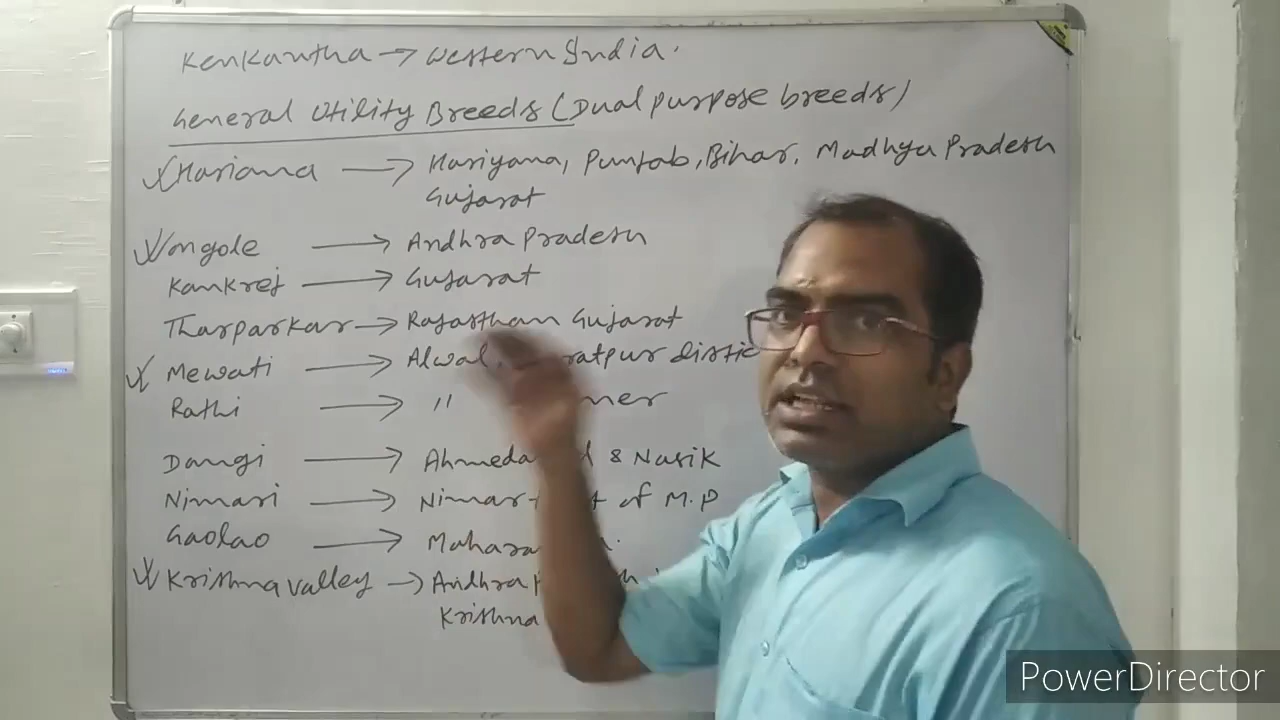 Kenkantha → Western India.
General Utility Breeds (Dual purpose breeds)
Hariana → Hariyana, Punjab, Bihar, Madhya Pradesh
Gujarat
ongole → Andhra Pradesh
Kankrej → Gujarat
Tharparkar → Rajasthan Gujarat
Mewati → Alwal,
Rathi → "
Dangi → & Nasik
Nimari → of M.P
Gaolao →
Krishna valley → Andhra
Krishna
PowerDirector